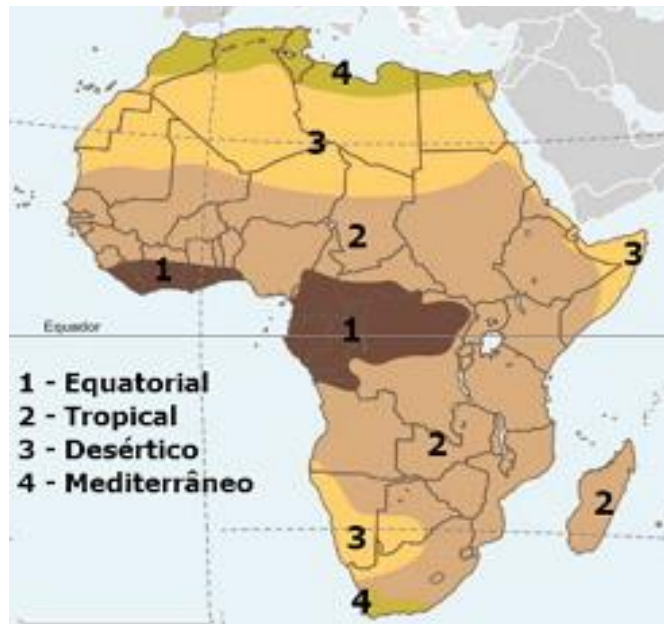 4
3
2
3
1
1
Equador
1 - Equatorial
2 - Tropical
3 - Desértico
4 - Mediterrâneo
2
2
3
4